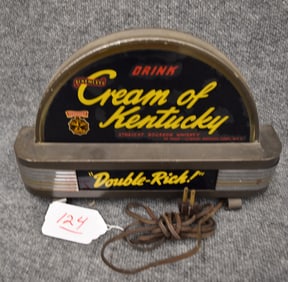 DRINK
Cream of
Kentucky
STRAIGHT BOURBON WHISKEY
"Double-Rich!"
124